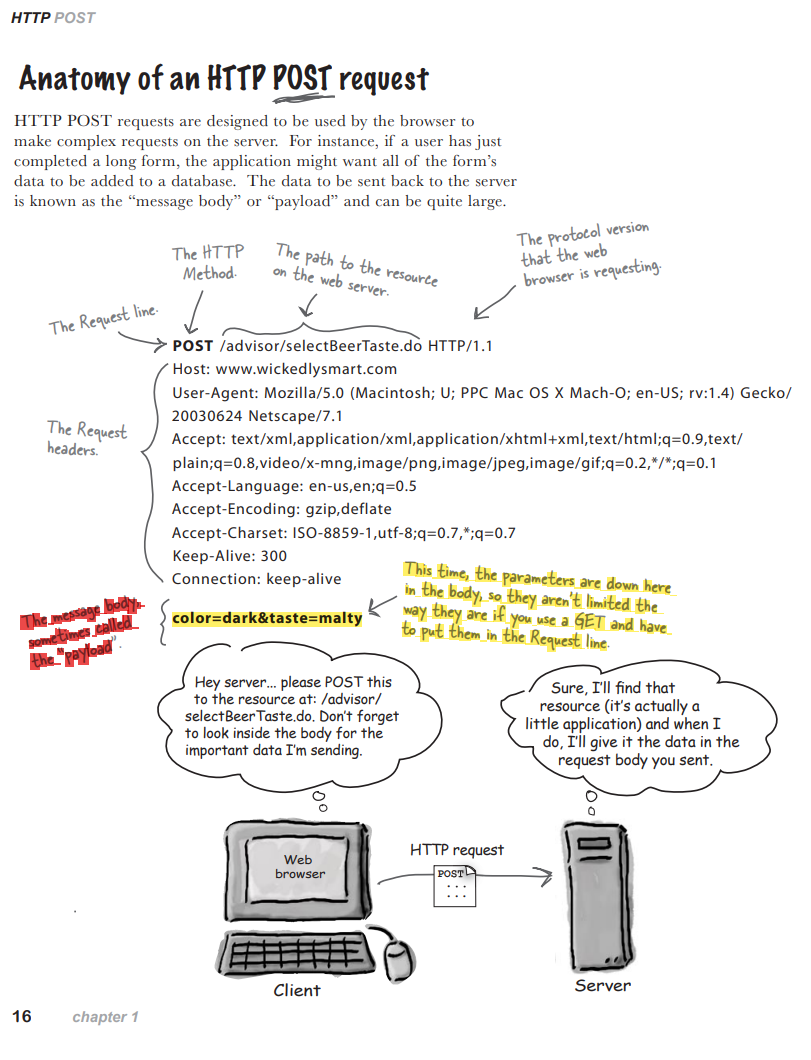 HTTP POST
Anatomy of an HTTP POST request
HTTP POST requests are designed to be used by the browser to
make complex requests on the server.  For instance, if a user has just
completed a long form, the application might want all of the form's
data to be added to a database.  The data to be sent back to the server
is known as the “message body” or “payload” and can be quite large.
The HTTP
Method.
The path to the resource
on the web server.
The protocol version
that the web
browser is requesting.
The Request line.
POST /advisor/selectBeerTaste.do HTTP/1.1
Host: www.wickedlysmart.com
User-Agent: Mozilla/5.0 (Macintosh; U; PPC Mac OS X Mach-O; en-US; rv:1.4) Gecko/
20030624 Netscape/7.1
The Request
headers.
Accept: text/xml,application/xml,application/xhtml+xml,text/html;q=0.9,text/
plain;q=0.8,video/x-mng,image/png,image/jpeg,image/gif;q=0.2,*/*;q=0.1
Accept-Language: en-us,en;q=0.5
Accept-Encoding: gzip,deflate
Accept-Charset: ISO-8859-1,utf-8;q=0.7,*;q=0.7
Keep-Alive: 300
Connection: keep-alive
The message body,
sometimes called
the “payload”.
color=dark&taste=malty
This time, the parameters are down here
in the body, so they aren't limited the
way they are if you use a GET and have
to put them in the Request line.
Hey server... please POST this
to the resource at: /advisor/
selectBeerTaste.do. Don't forget
to look inside the body for the
important data I'm sending.
Sure, I'll find that
resource (it's actually a
little application) and when I
do, I'll give it the data in the
request body you sent.
Web
browser
HTTP request
POST
Client
Server
16
chapter 1